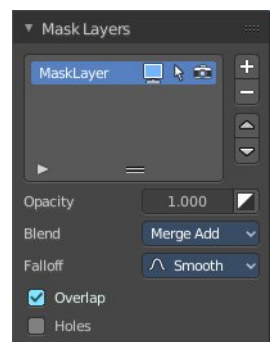 Mask Layers
MaskLayer
Opacity 1.000
Blend Merge Add
Falloff Smooth
Overlap
Holes